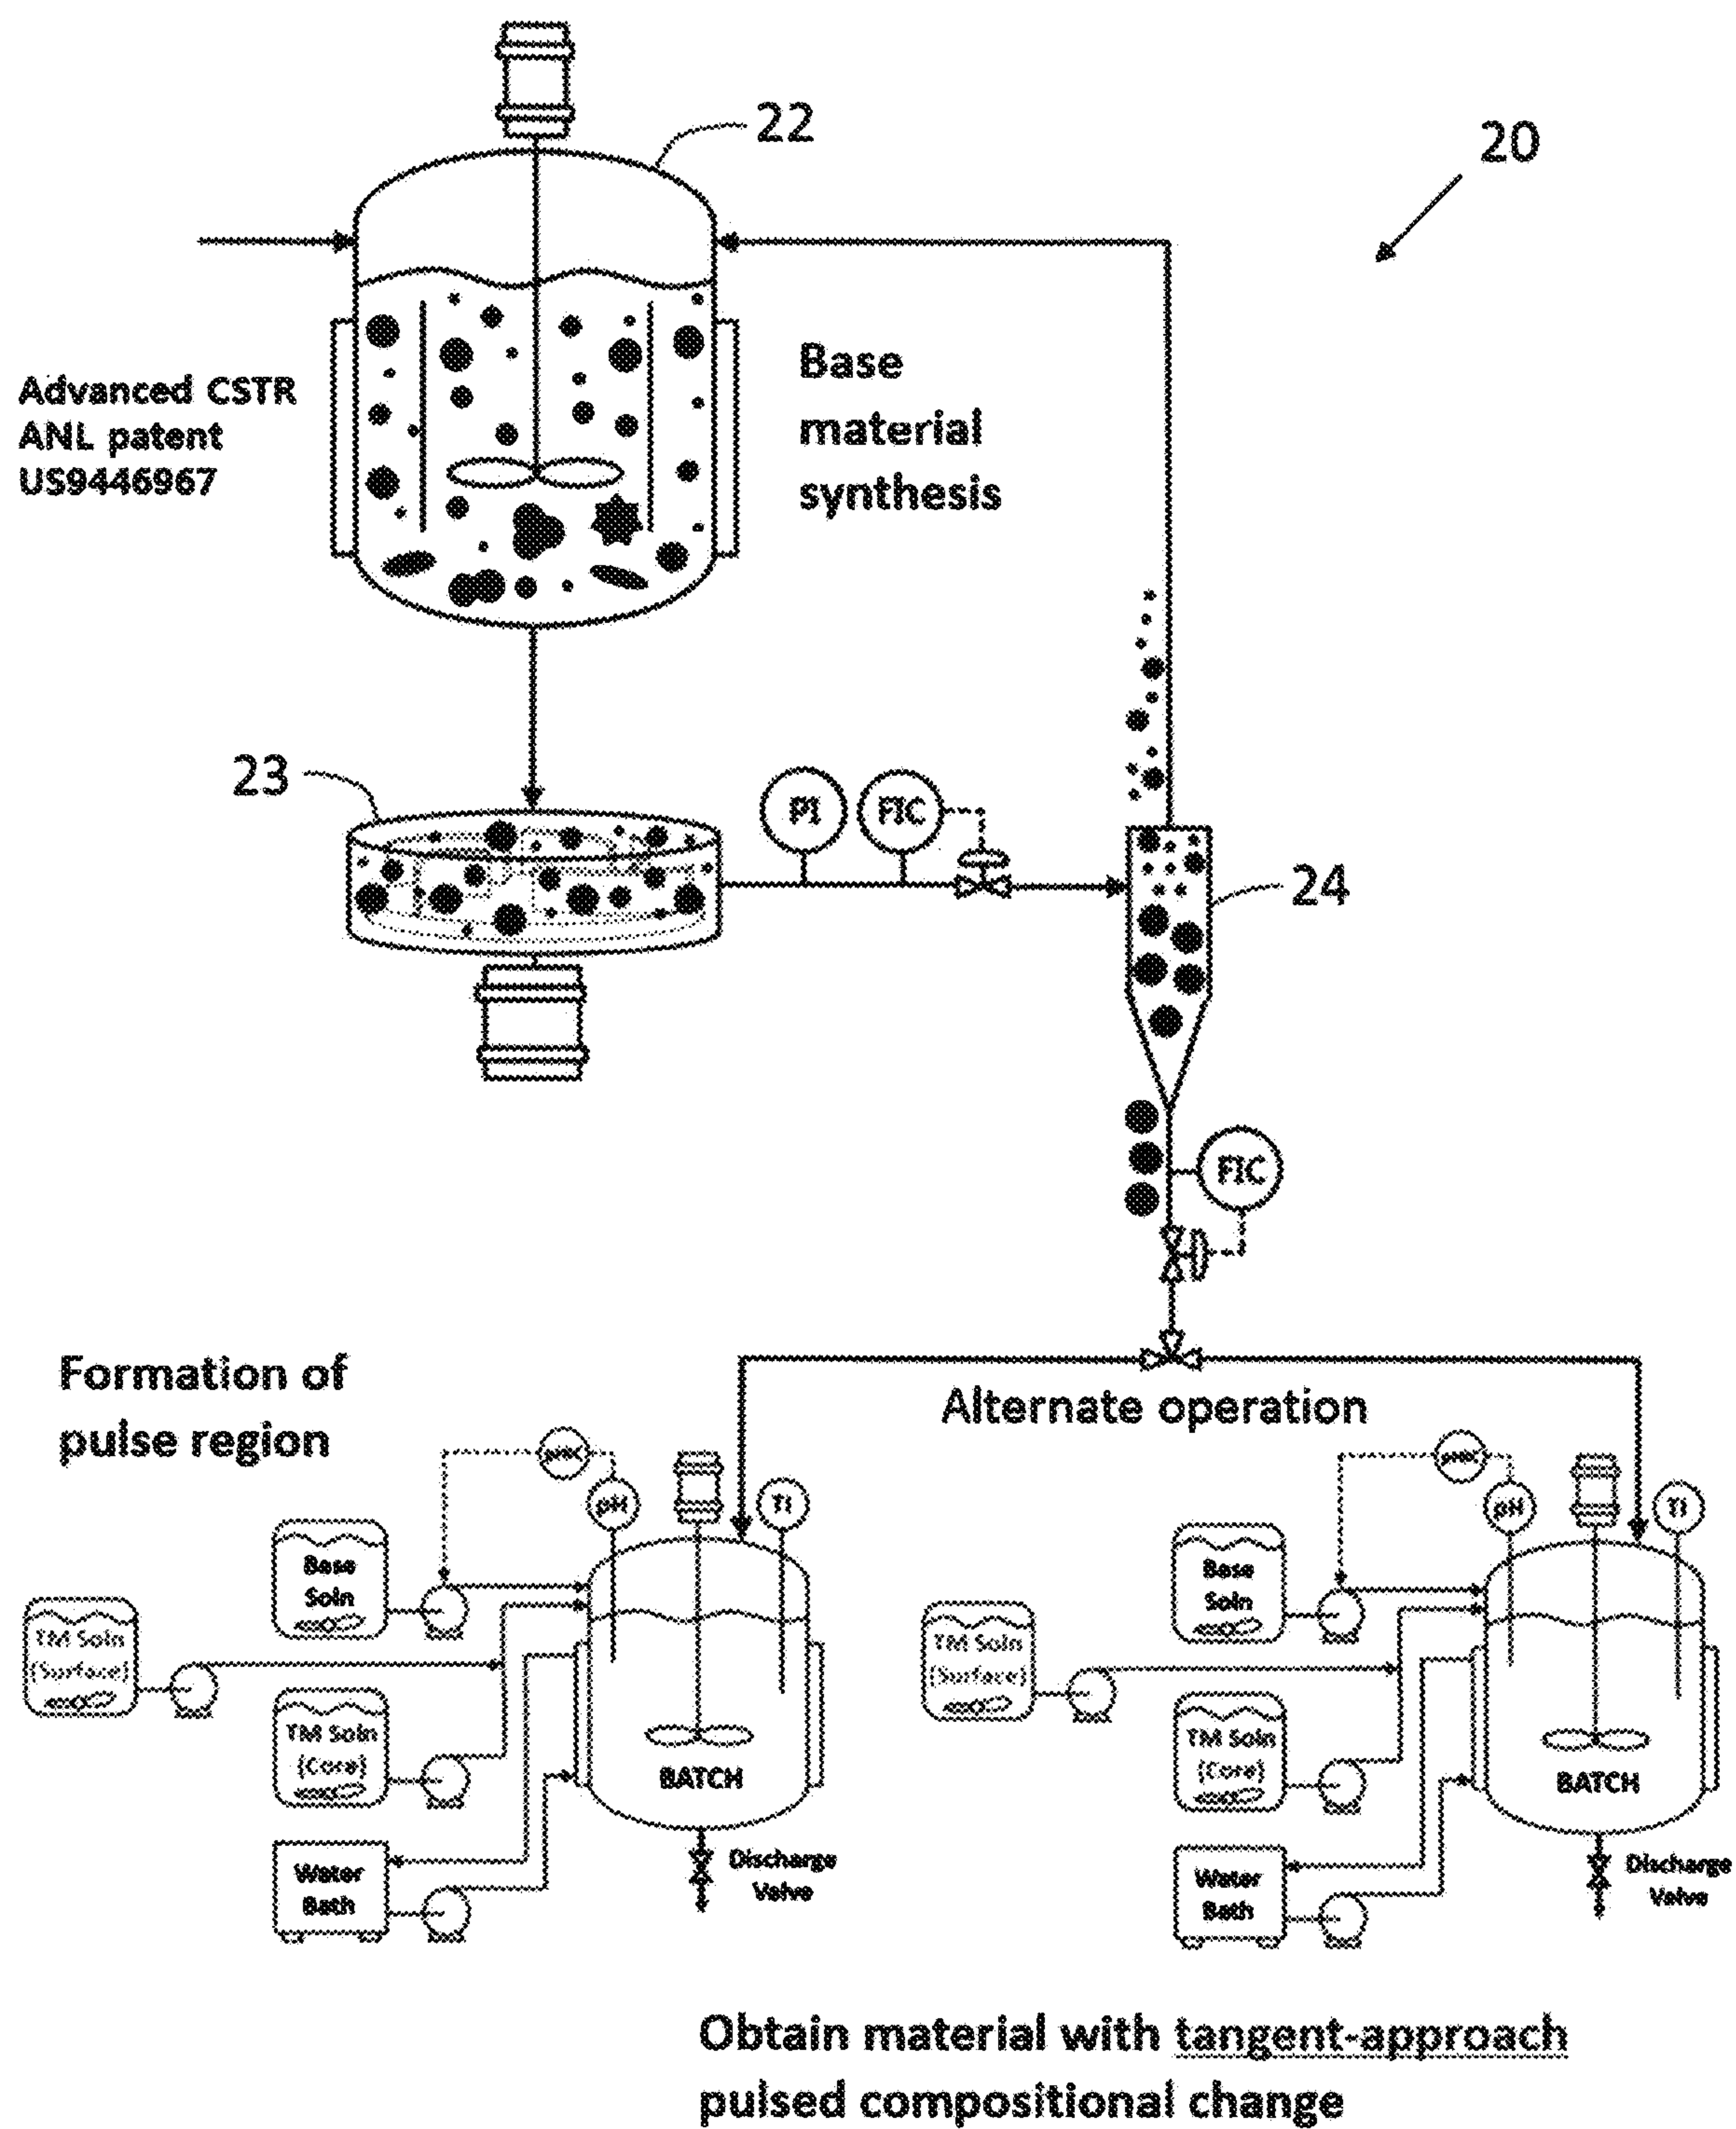 22
20
Advanced CSTR
ANL patent
US9446967
Base
material
synthesis
23
PI
FIC
24
FIC
Formation of
pulse region
Alternate operation
pHIC
pH
TI
Base
Soln
TM Soln
(Surface)
TM Soln
(Core)
BATCH
Water
Bath
Discharge
Valve
pHIC
pH
TI
Base
Soln
TM Soln
(Surface)
TM Soln
(Core)
BATCH
Water
Bath
Discharge
Valve
Obtain material with tangent-approach
pulsed compositional change